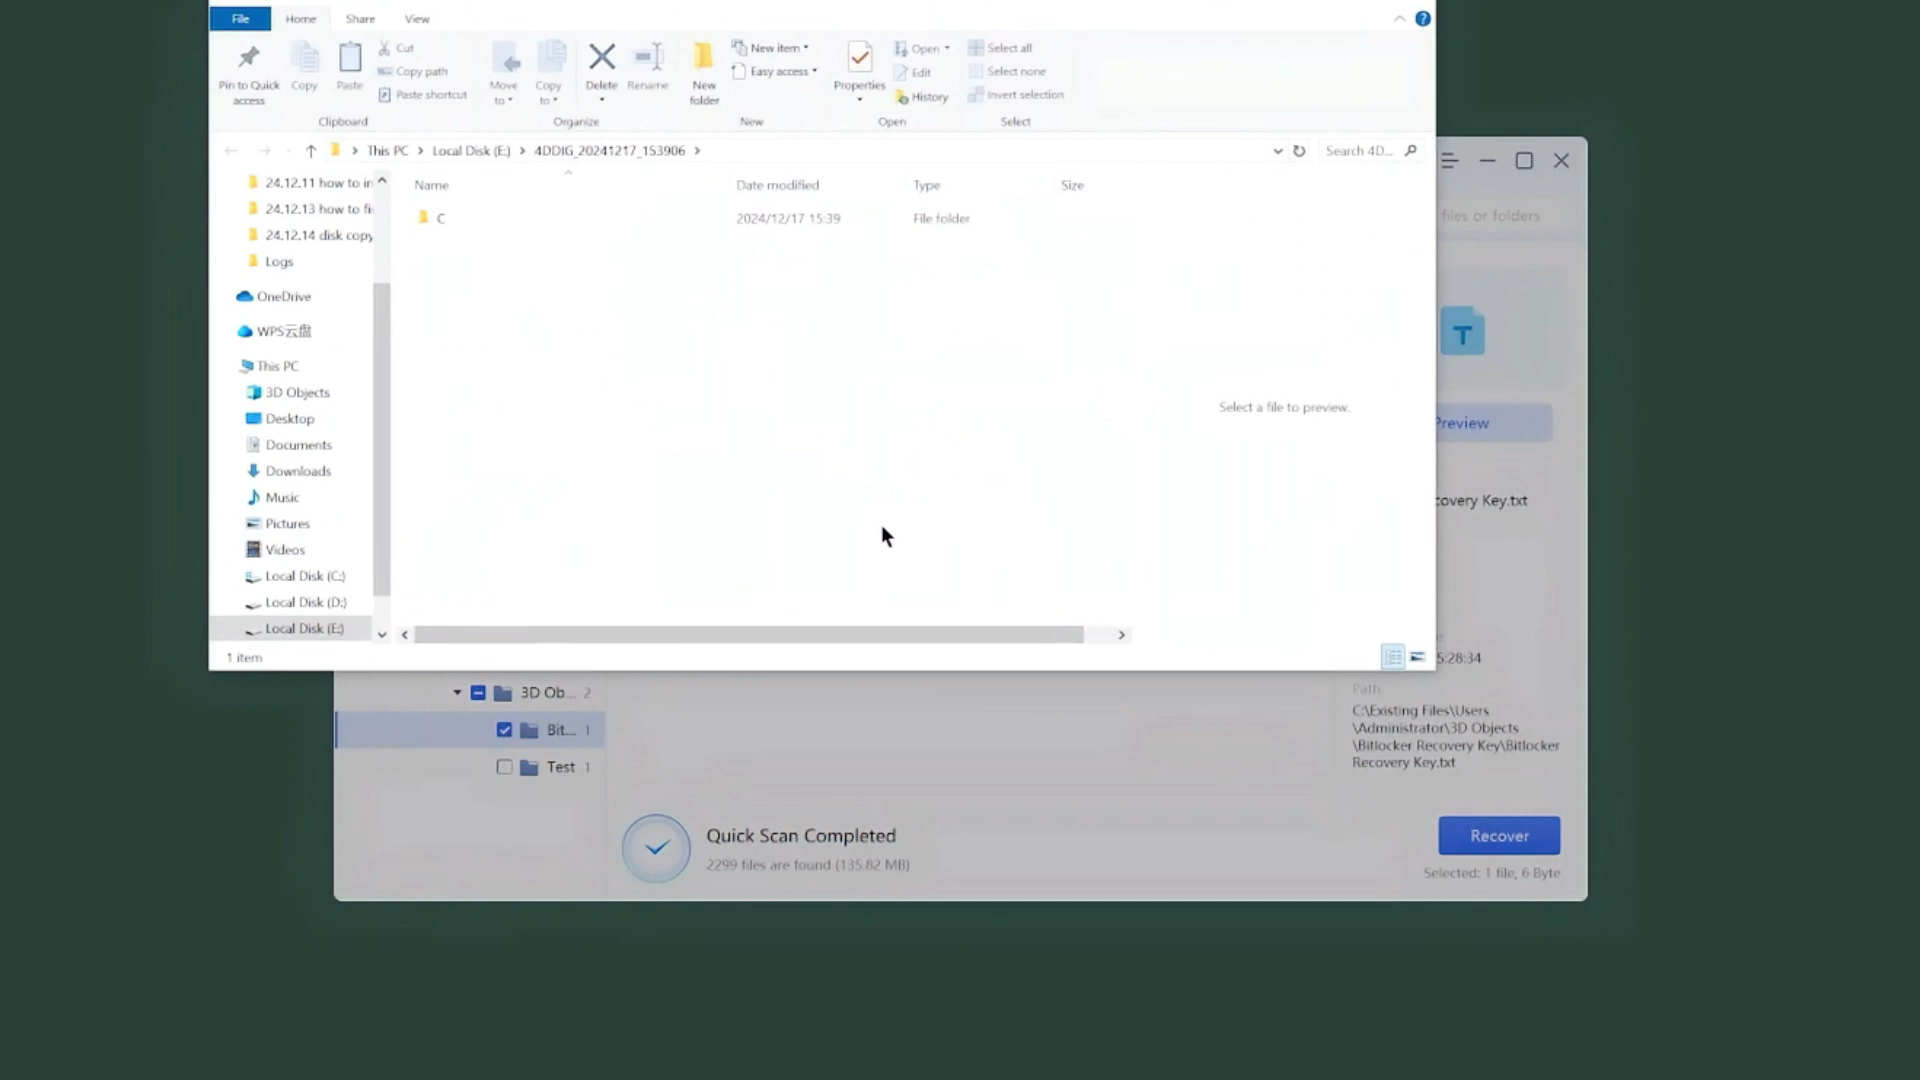 File Home Share View
Pin to Quick access
Copy
Paste
Cut
Copy path
Paste shortcut
Clipboard
Move to
Copy to
Delete
Rename
Organize
New folder
New item
Easy access
New
Properties
Open
Edit
History
Open
Select all
Select none
Invert selection
Select
This PC > Local Disk (E:) > 4DDIG_20241217_153906 >
Search 4D...
24.12.11 how to in
24.12.13 how to fi
24.12.14 disk copy
Logs
OneDrive
WPS云盘
This PC
3D Objects
Desktop
Documents
Downloads
Music
Pictures
Videos
Local Disk (C:)
Local Disk (D:)
Local Disk (E:)
Name Date modified Type Size
C 2024/12/17 15:39 File folder
Select a file to preview.
1 item
files or folders
T
Preview
covery Key.txt
5:28:34
Path
C:\Existing Files\Users
\Administrator\3D Objects
\Bitlocker Recovery Key\Bitlocker
Recovery Key.txt
3D Ob... 2
Bit... 1
Test 1
Quick Scan Completed
2299 files are found (135.82 MB)
Recover
Selected: 1 file, 6 Byte